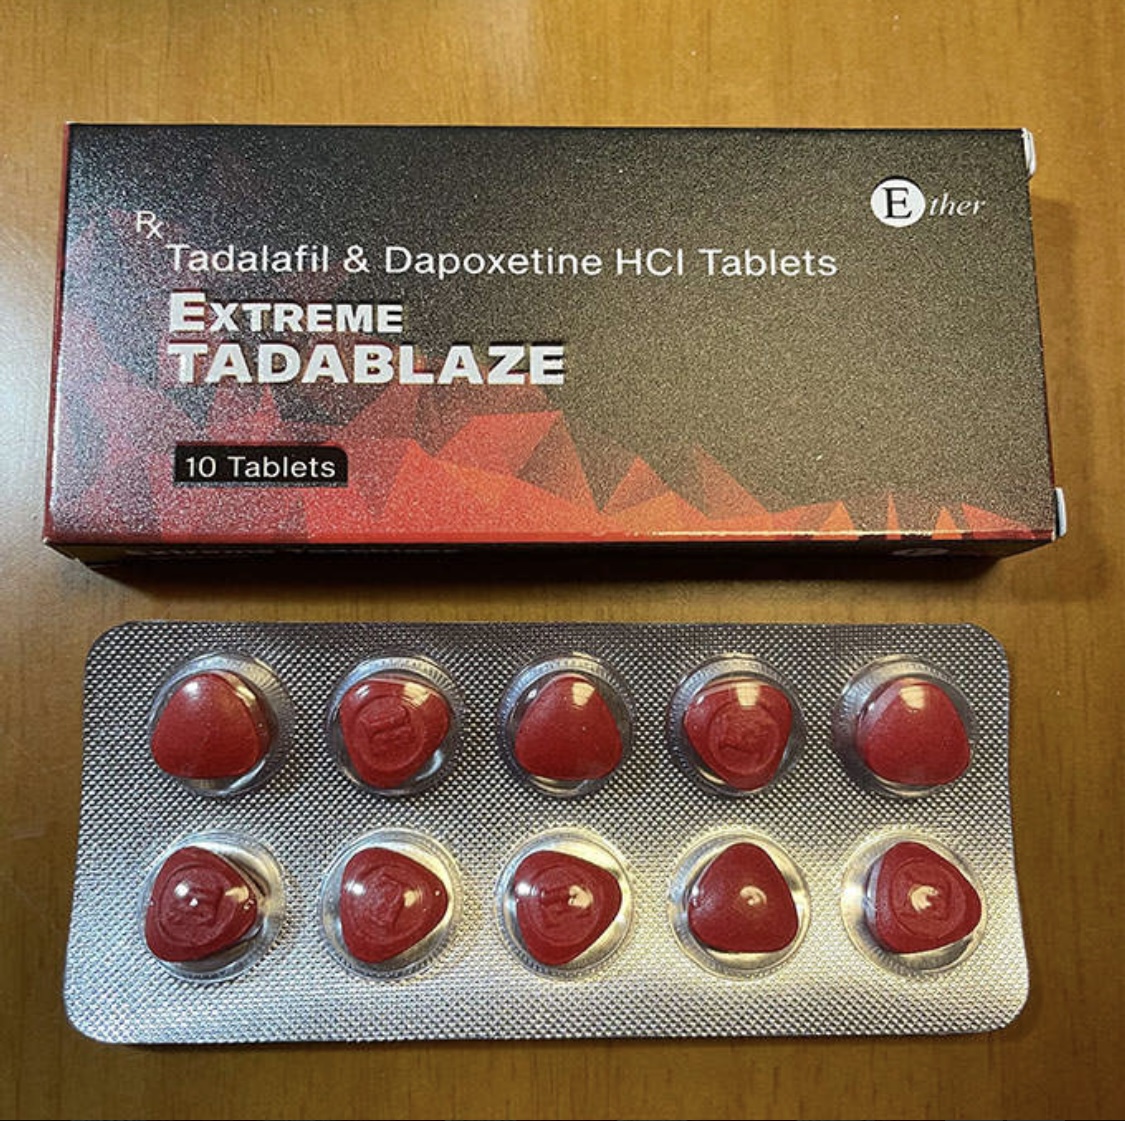 Ether
Rx
Tadalafil & Dapoxetine HCl Tablets
EXTREME
TADABLAZE
10 Tablets